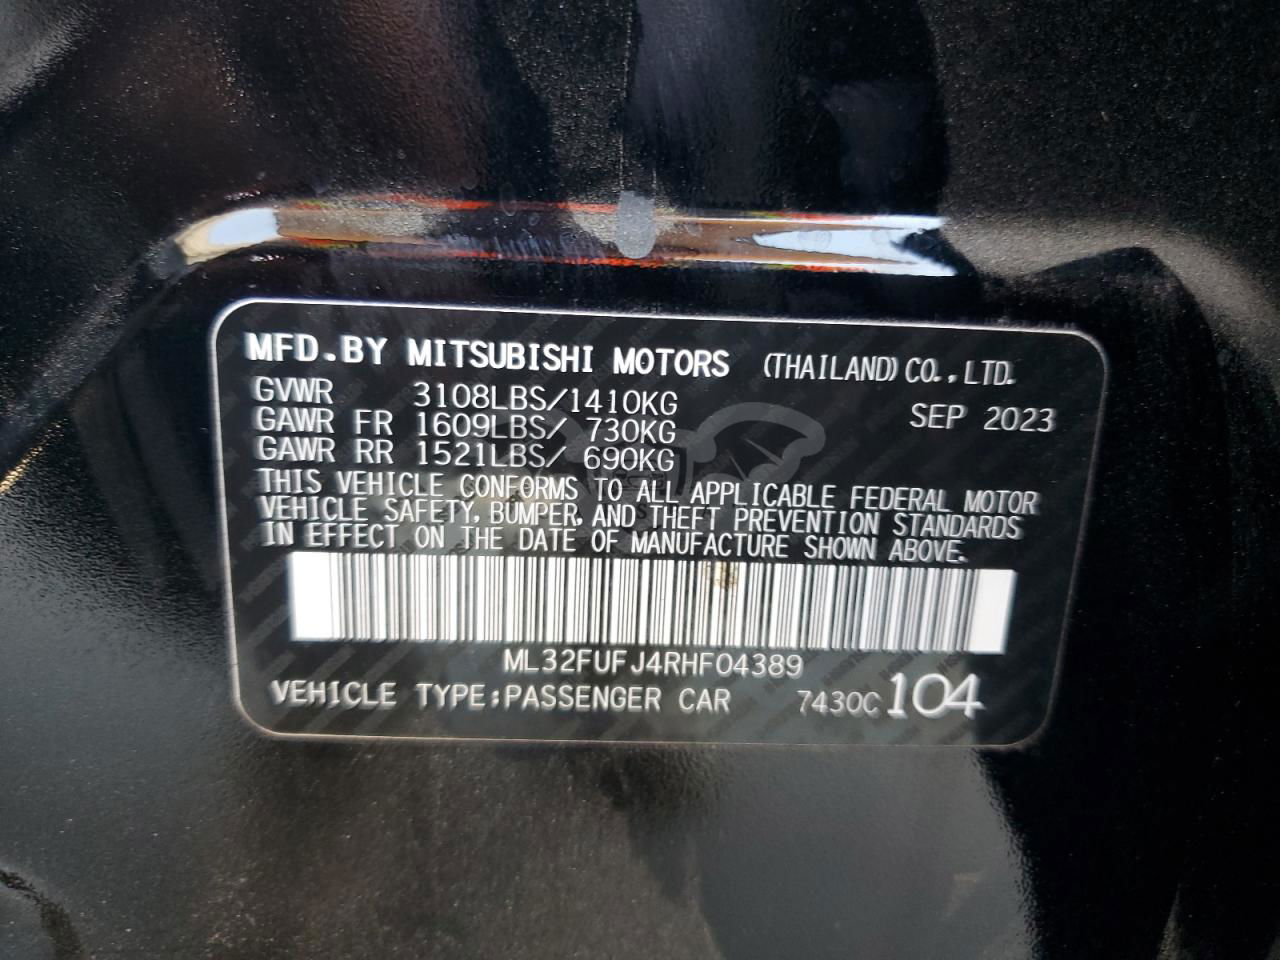 MFD.BY MITSUBISHI MOTORS (THAILAND) CO., LTD.
GVWR 3108LBS/1410KG SEP 2023
GAWR FR 1609LBS/ 730KG
GAWR RR 1521LBS/ 690KG
THIS VEHICLE CONFORMS TO ALL APPLICABLE FEDERAL MOTOR
VEHICLE SAFETY, BUMPER, AND THEFT PREVENTION STANDARDS
IN EFFECT ON THE DATE OF MANUFACTURE SHOWN ABOVE.
ML32FUFJ4RHF04389
VEHICLE TYPE:PASSENGER CAR 7430C 104